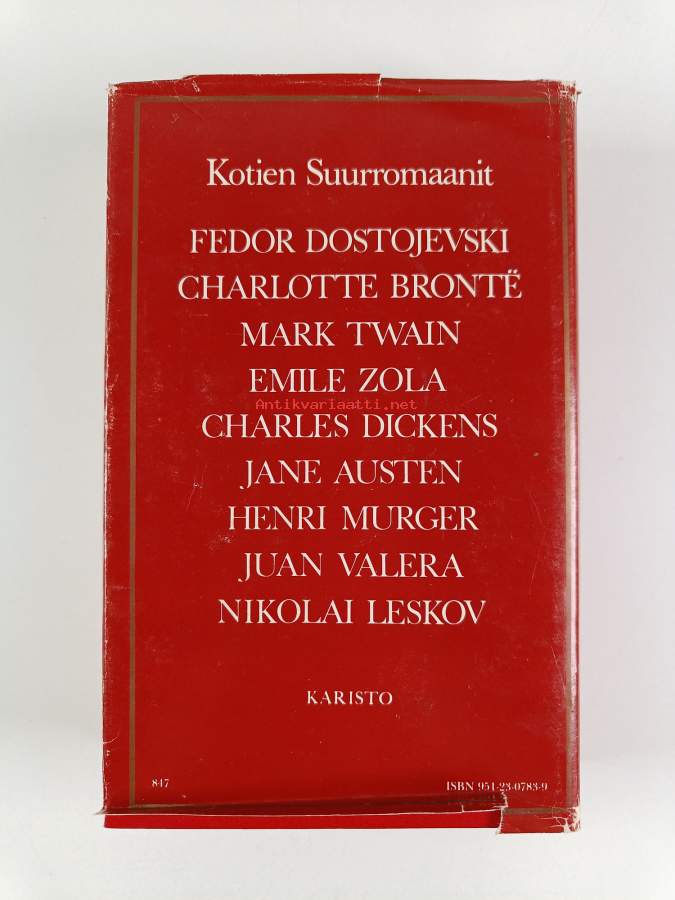 Kotien Suurromaanit
FEDOR DOSTOJEVSKI
CHARLOTTE BRONTË
MARK TWAIN
EMILE ZOLA
Antikvariaatti.net
CHARLES DICKENS
JANE AUSTEN
HENRI MURGER
JUAN VALERA
NIKOLAI LESKOV
KARISTO
847
ISBN 951-23-0783-9